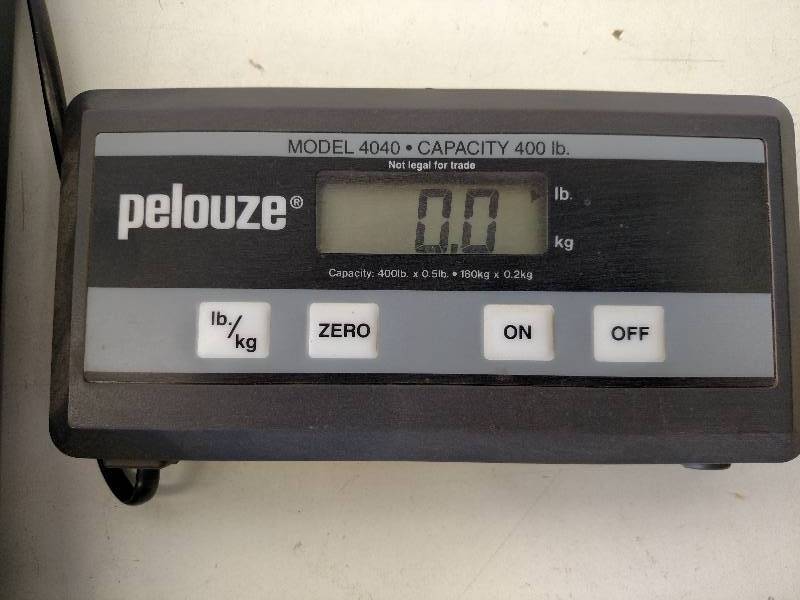 MODEL 4040 • CAPACITY 400 lb.
Not legal for trade
pelouze®
0.0
lb.
kg
Capacity: 400lb. x 0.5lb. • 180kg x 0.2kg
lb./kg
ZERO
ON
OFF